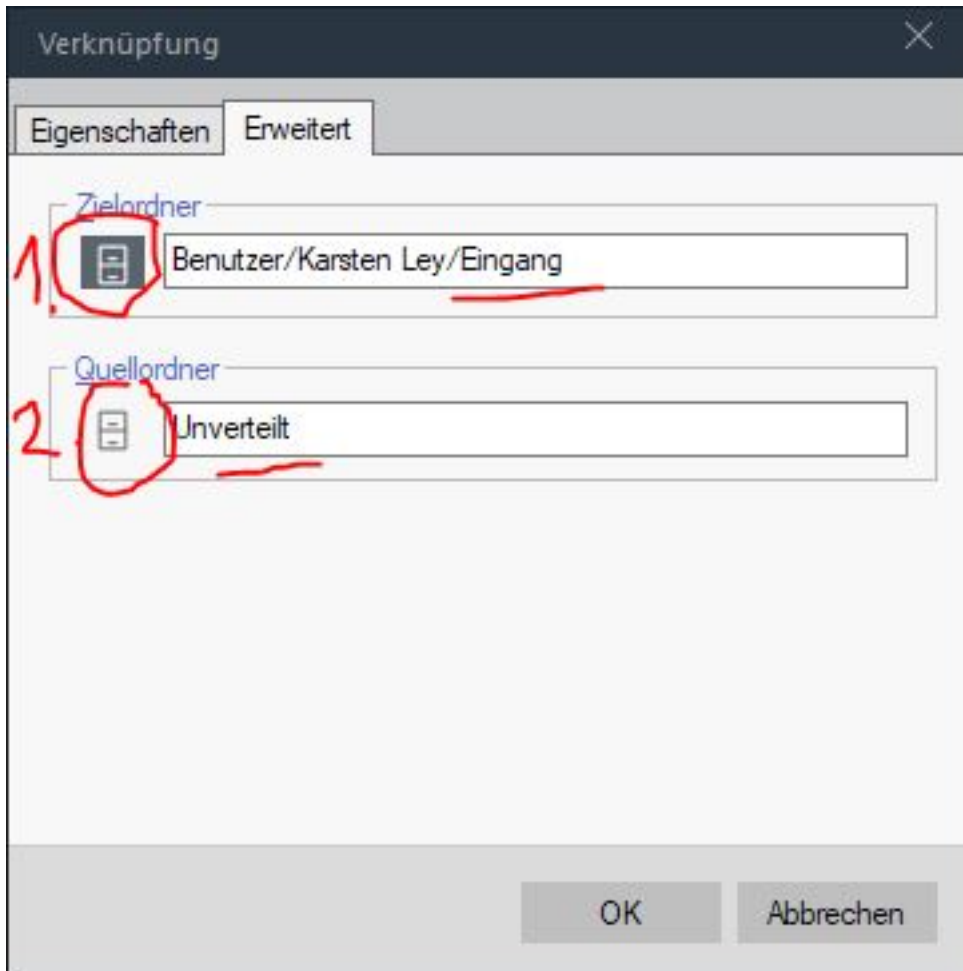 Verknüpfung
Eigenschaften Erweitert
Zielordner
1. Benutzer/Karsten Ley/Eingang
Quellordner
2. Unverteilt
OK Abbrechen